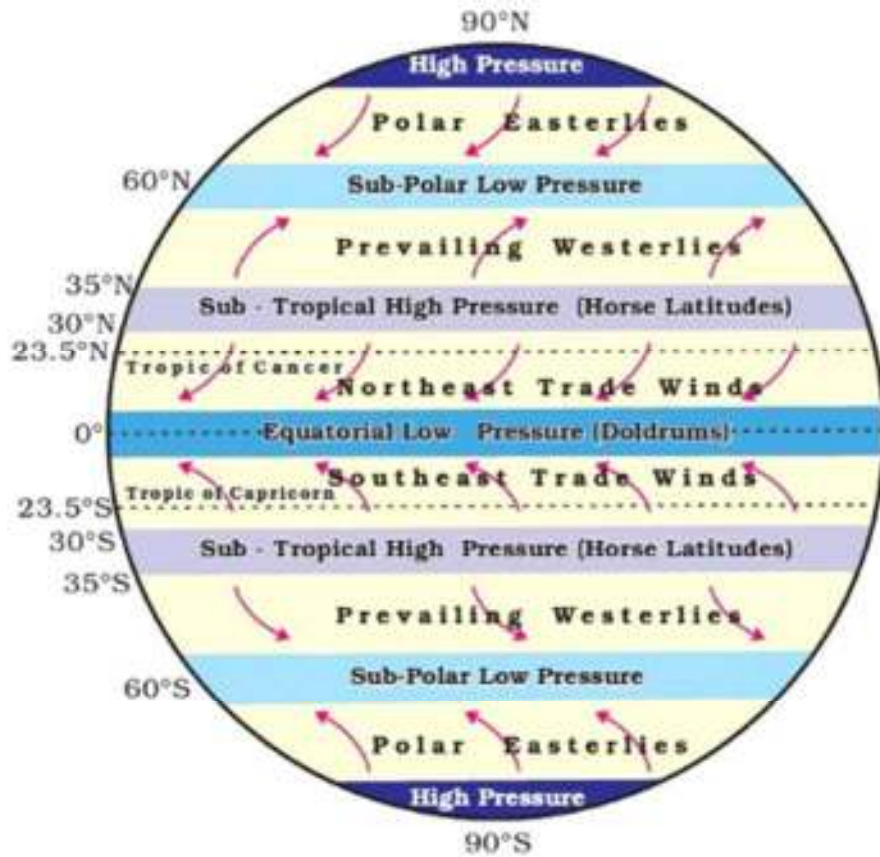 90°N
High Pressure
Polar Easterlies
60°N
Sub-Polar Low Pressure
Prevailing Westerlies
35°N
Sub - Tropical High Pressure (Horse Latitudes)
30°N
23.5°N
Tropic of Cancer
Northeast Trade Winds
0°
Equatorial Low Pressure (Doldrums)
Southeast Trade Winds
Tropic of Capricorn
23.5°S
30°S
Sub - Tropical High Pressure (Horse Latitudes)
35°S
Prevailing Westerlies
60°S
Sub-Polar Low Pressure
Polar Easterlies
High Pressure
90°S